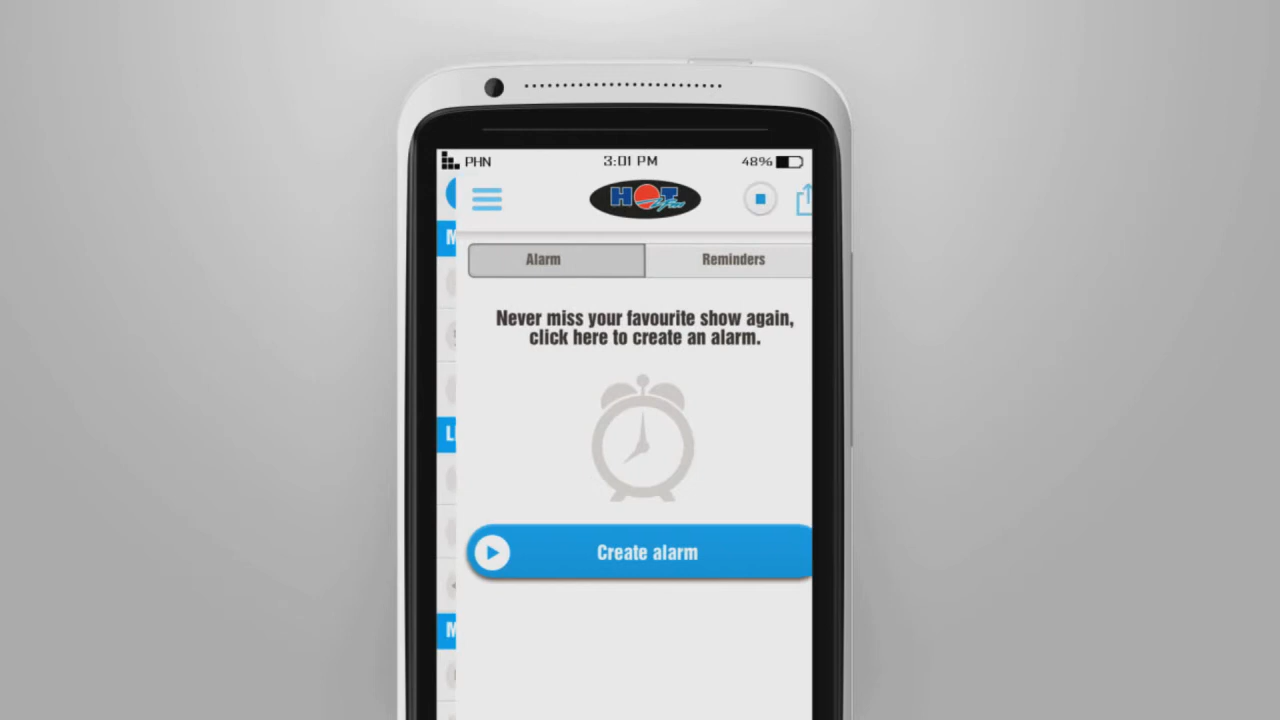 PHN 3:01 PM 48%
HOT
Alarm Reminders
Never miss your favourite show again,
click here to create an alarm.
Create alarm